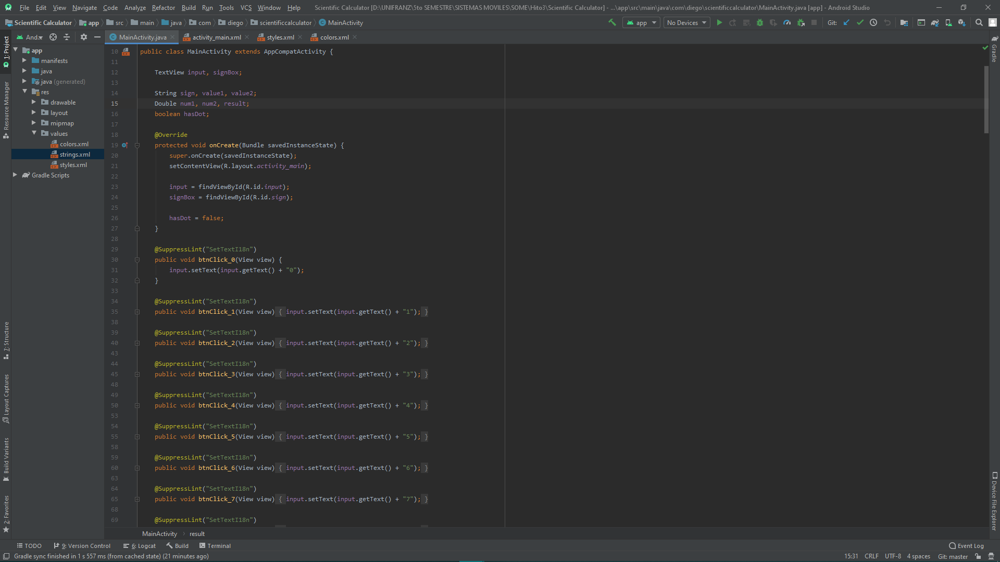 File Edit View Navigate Code Analyze Refactor Build Run Tools VCS Window Help Scientific Calculator [D:\UNIFRANZ\5to SEMESTRE\SISTEMAS MOVILES\SOME\Hito3\Scientific Calculator] - ...\app\src\main\java\com\diego\scientificcalculator\MainActivity.java [app] - Android Studio
Scientific Calculator app src main java com diego scientificcalculator MainActivity app No Devices Git:
And... MainActivity.java activity_main.xml styles.xml colors.xml
1: Project
Resource Manager
7: Structure
Layout Captures
Build Variants
2: Favorites
app
manifests
java
java (generated)
res
drawable
layout
mipmap
values
colors.xml
strings.xml
styles.xml
Gradle Scripts
10 public class MainActivity extends AppCompatActivity {
11
12 TextView input, signBox;
13
14 String sign, value1, value2;
15 Double num1, num2, result;
16 boolean hasDot;
17
18 @Override
19 protected void onCreate(Bundle savedInstanceState) {
20 super.onCreate(savedInstanceState);
21 setContentView(R.layout.activity_main);
22
23 input = findViewById(R.id.input);
24 signBox = findViewById(R.id.sign);
25
26 hasDot = false;
27 }
28
29 @SuppressLint("SetTextI18n")
30 public void btnClick_0(View view) {
31 input.setText(input.getText() + "0");
32 }
33
34 @SuppressLint("SetTextI18n")
35 public void btnClick_1(View view) { input.setText(input.getText() + "1"); }
38
39 @SuppressLint("SetTextI18n")
40 public void btnClick_2(View view) { input.setText(input.getText() + "2"); }
43
44 @SuppressLint("SetTextI18n")
45 public void btnClick_3(View view) { input.setText(input.getText() + "3"); }
48
49 @SuppressLint("SetTextI18n")
50 public void btnClick_4(View view) { input.setText(input.getText() + "4"); }
53
54 @SuppressLint("SetTextI18n")
55 public void btnClick_5(View view) { input.setText(input.getText() + "5"); }
58
59 @SuppressLint("SetTextI18n")
60 public void btnClick_6(View view) { input.setText(input.getText() + "6"); }
63
64 @SuppressLint("SetTextI18n")
65 public void btnClick_7(View view) { input.setText(input.getText() + "7"); }
68
69 @SuppressLint("SetTextI18n")
Gradle
Device File Explorer
MainActivity result
TODO 9: Version Control 6: Logcat Build Terminal Event Log
Gradle sync finished in 1 s 557 ms (from cached state) (21 minutes ago) 15:31 CRLF UTF-8 4 spaces Git: master